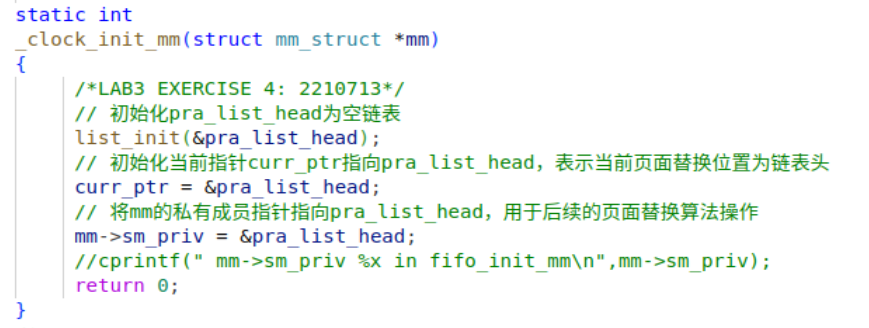 static int
_clock_init_mm(struct mm_struct *mm)
{
/*LAB3 EXERCISE 4: 2210713*/
// 初始化pra_list_head为空链表
list_init(&pra_list_head);
// 初始化当前指针curr_ptr指向pra_list_head，表示当前页面替换位置为链表头
curr_ptr = &pra_list_head;
// 将mm的私有成员指针指向pra_list_head，用于后续的页面替换算法操作
mm->sm_priv = &pra_list_head;
//cprintf(" mm->sm_priv %x in fifo_init_mm\n",mm->sm_priv);
return 0;
}